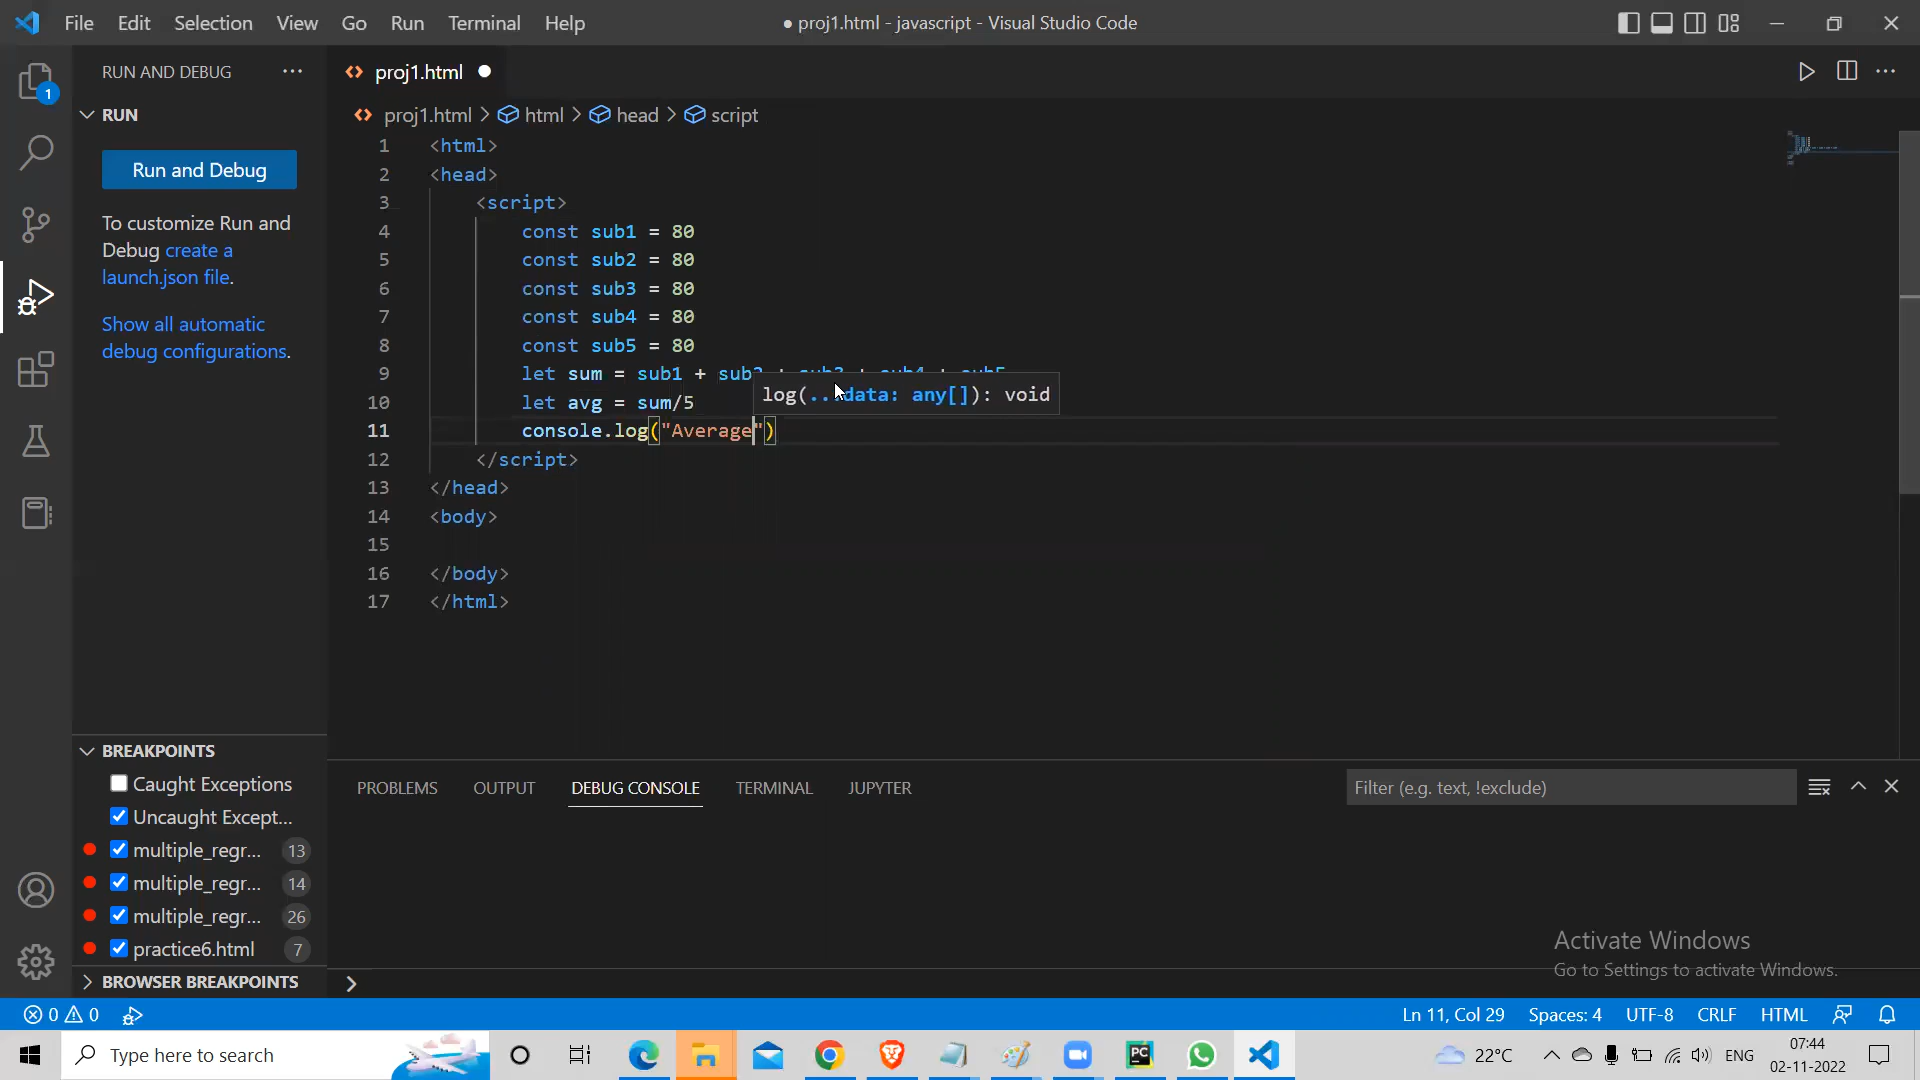 File Edit Selection View Go Run Terminal Help
● proj1.html - javascript - Visual Studio Code
1
RUN AND DEBUG ...
RUN
Run and Debug
To customize Run and
Debug create a
launch.json file.
Show all automatic
debug configurations.
BREAKPOINTS
Caught Exceptions
Uncaught Except...
multiple_regr... 13
multiple_regr... 14
multiple_regr... 26
practice6.html 7
BROWSER BREAKPOINTS
proj1.html ●
proj1.html > html > head > script
1 <html>
2 <head>
3 <script>
4 const sub1 = 80
5 const sub2 = 80
6 const sub3 = 80
7 const sub4 = 80
8 const sub5 = 80
9 let sum = sub1 + sub2 + sub3 + sub4 + sub5
log(...data: any[]): void
10 let avg = sum/5
11 console.log("Average")
12 </script>
13 </head>
14 <body>
15
16 </body>
17 </html>
PROBLEMS OUTPUT DEBUG CONSOLE TERMINAL JUPYTER
Filter (e.g. text, !exclude)
Activate Windows
Go to Settings to activate Windows.
0 0
Ln 11, Col 29 Spaces: 4 UTF-8 CRLF HTML
Type here to search
PC
22°C
ENG
07:44
02-11-2022